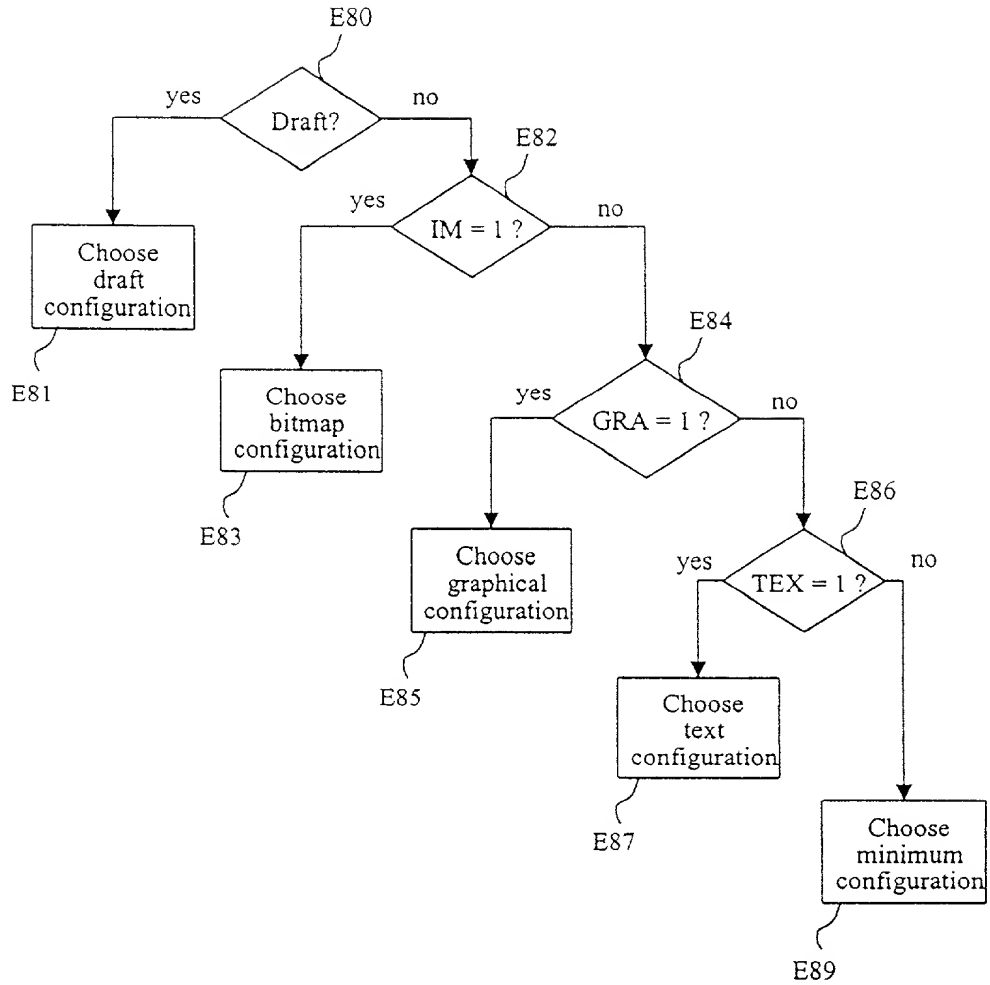 E80
yes
no
Draft?
E82
yes
no
IM = 1 ?
Choose
draft
configuration
E84
E81
yes
no
Choose
bitmap
configuration
GRA = 1 ?
E86
E83
yes
no
Choose
graphical
configuration
TEX = 1 ?
E85
Choose
text
configuration
E87
Choose
minimum
configuration
E89